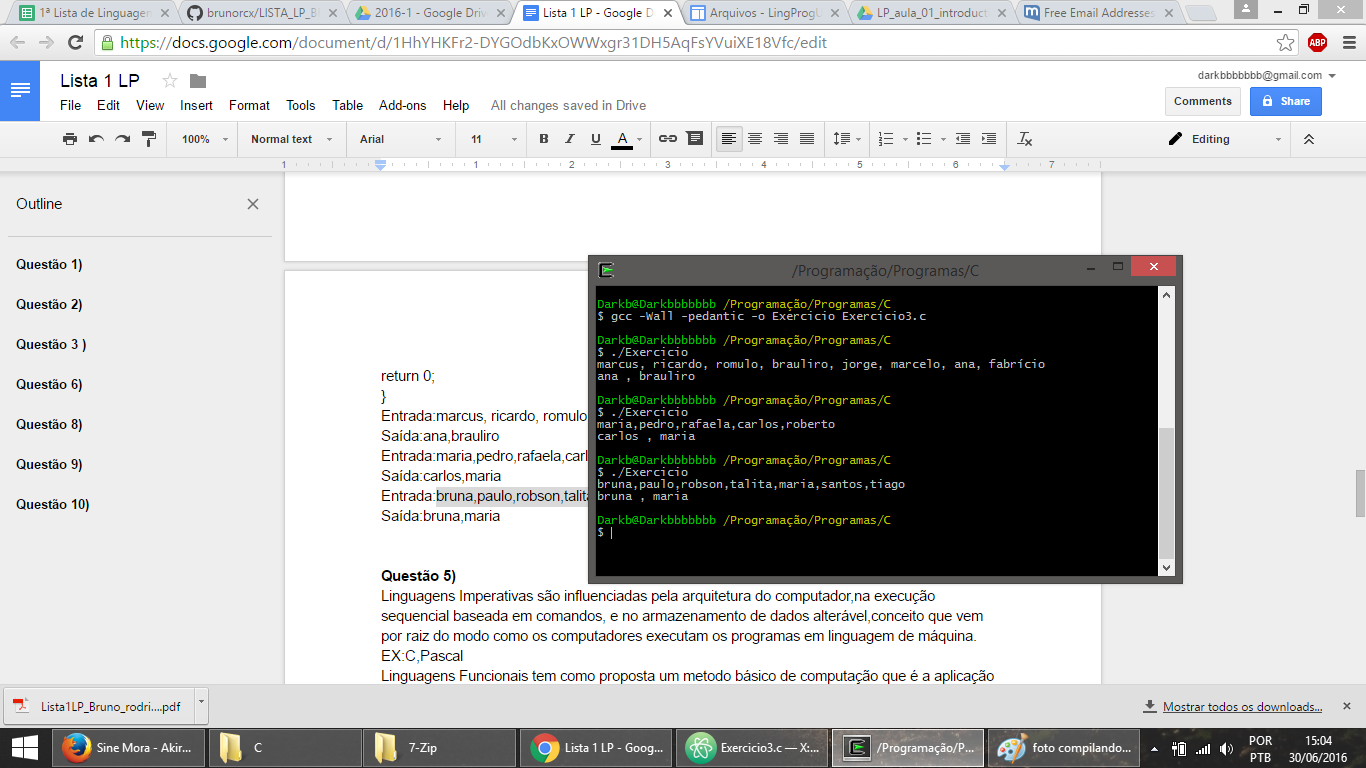 1ª Lista de Linguagen
brunorcx/LISTA_LP_B
2016-1 - Google Driv
Lista 1 LP - Google D
Arquivos - LingProgU
LP_aula_01_introduct
Free Email Addresses
https://docs.google.com/document/d/1HhYHKFr2-DYGOdbKxOWWxgr31DH5AqFsYVuiXE18Vfc/edit
ABP
Lista 1 LP
darkbbbbbbb@gmail.com
File Edit View Insert Format Tools Table Add-ons Help All changes saved in Drive
Comments
Share
100% Normal text Arial 11 B I U A Editing
1 1 2 3 4 5 6 7
Outline
Questão 1)
Questão 2)
Questão 3 )
Questão 6)
Questão 8)
Questão 9)
Questão 10)
return 0;
}
Entrada:marcus, ricardo, romulo
Saída:ana,brauliro
Entrada:maria,pedro,rafaela,carl
Saída:carlos,maria
Entrada:bruna,paulo,robson,talita
Saída:bruna,maria
Questão 5)
Linguagens Imperativas são influenciadas pela arquitetura do computador,na execução
sequencial baseada em comandos, e no armazenamento de dados alterável,conceito que vem
por raiz do modo como os computadores executam os programas em linguagem de máquina.
EX:C,Pascal
Linguagens Funcionais tem como proposta um metodo básico de computação que é a aplicação
/Programação/Programas/C
Darkb@Darkbbbbbbb /Programação/Programas/C
$ gcc -Wall -pedantic -o Exercicio Exercicio3.c
Darkb@Darkbbbbbbb /Programação/Programas/C
$ ./Exercicio
marcus, ricardo, romulo, brauliro, jorge, marcelo, ana, fabrício
ana , brauliro
Darkb@Darkbbbbbbb /Programação/Programas/C
$ ./Exercicio
maria,pedro,rafaela,carlos,roberto
carlos , maria
Darkb@Darkbbbbbbb /Programação/Programas/C
$ ./Exercicio
bruna,paulo,robson,talita,maria,santos,tiago
bruna , maria
Darkb@Darkbbbbbbb /Programação/Programas/C
$
Lista1LP_Bruno_rodri....pdf
Mostrar todos os downloads...
Sine Mora - Akir...
C
7-Zip
Lista 1 LP - Goog...
Exercicio3.c — X:...
/Programação/P...
foto compilando...
POR
PTB
15:04
30/06/2016